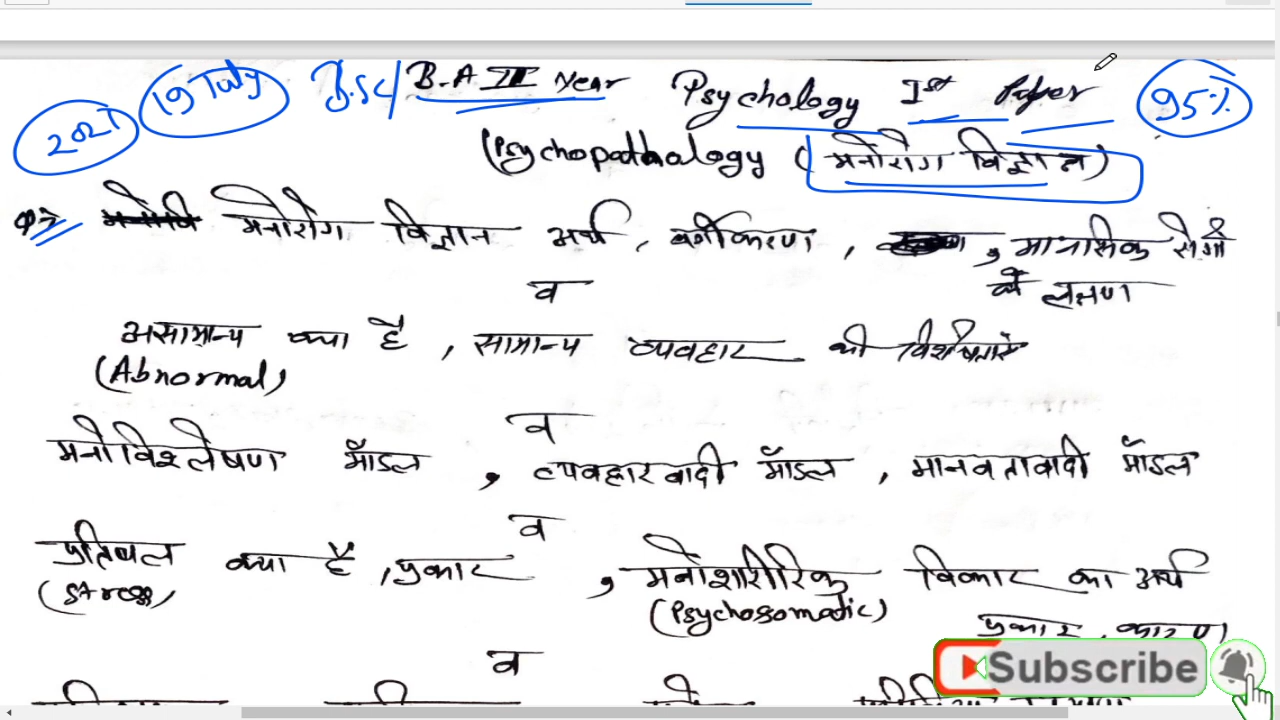 2021 19 July B.Sc/ B.A II Year Psychology Ist Paper 95%
(Psychopathalogy (मनोरोग विज्ञान)
मनोरोग विज्ञान अर्थ, वर्गीकरण, , मानसिक रोगों
के लक्षण
व
असामान्य क्या है, सामान्य व्यवहार की विशेषताएं
(Abnormal)
व
मनोविश्लेषण मॉडल, व्यवहारवादी मॉडल, मानवतावादी मॉडल
व
प्रतिबल क्या है, प्रकार, मनोशारीरिक विकार का अर्थ
(Stress) (Psychosomatic) प्रकार, कारण
Subscribe
व